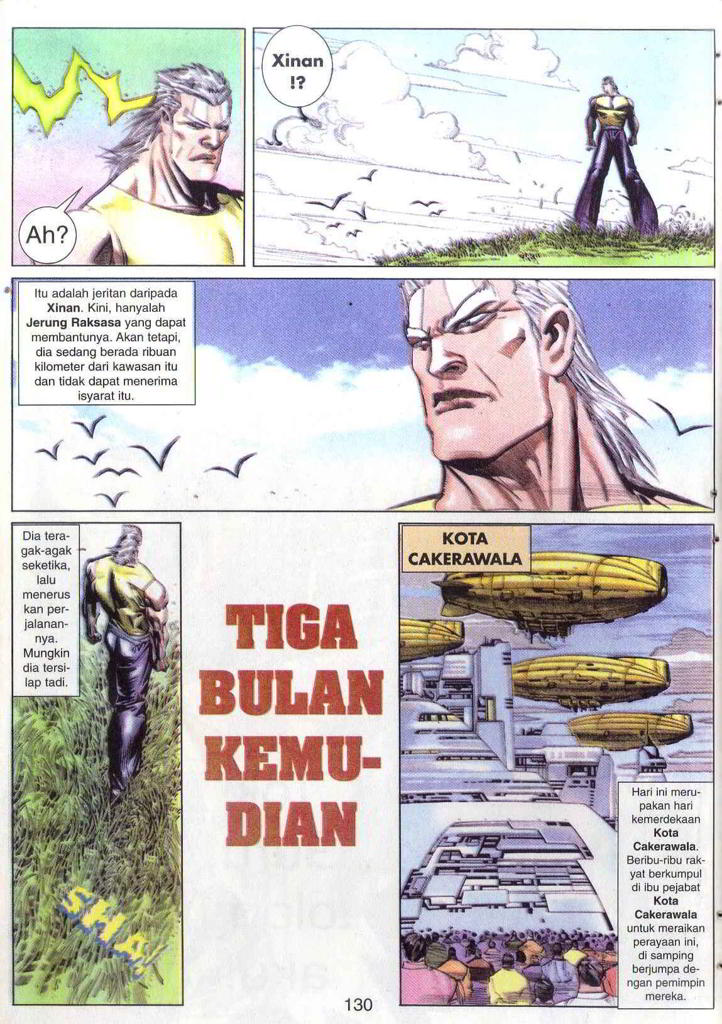 Ah?
Xinan
!?
Itu adalah jeritan daripada
Xinan. Kini, hanyalah
Jerung Raksasa yang dapat
membantunya. Akan tetapi,
dia sedang berada ribuan
kilometer dari kawasan itu
dan tidak dapat menerima
isyarat itu.
Dia tera-
gak-agak
seketika,
lalu
menerus
kan per-
jalanan-
nya.
Mungkin
dia tersi-
lap tadi.
SHA!
TIGA
BULAN
KEMU-
DIAN
KOTA
CAKERAWALA
Hari ini meru-
pakan hari
kemerdekaan
Kota
Cakerawala.
Beribu-ribu rak-
yat berkumpul
di ibu pejabat
Kota
Cakerawala
untuk meraikan
perayaan ini,
di samping
berjumpa de-
ngan pemimpin
mereka.
130